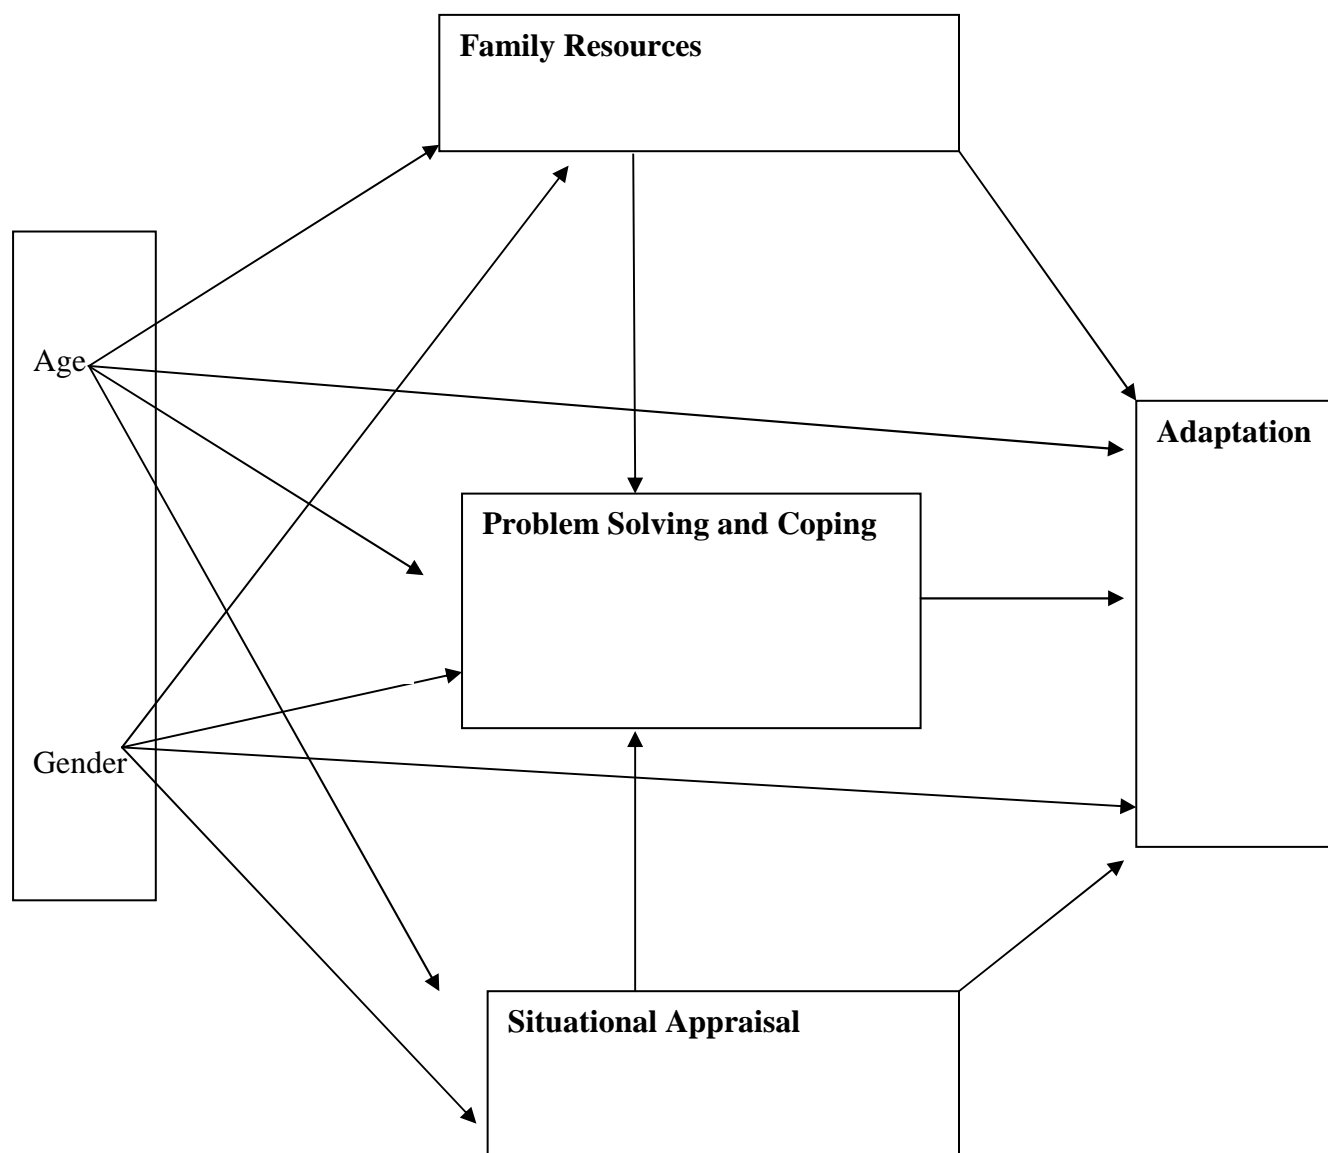 Family Resources
Age
Adaptation
Problem Solving and Coping
Gender
Situational Appraisal